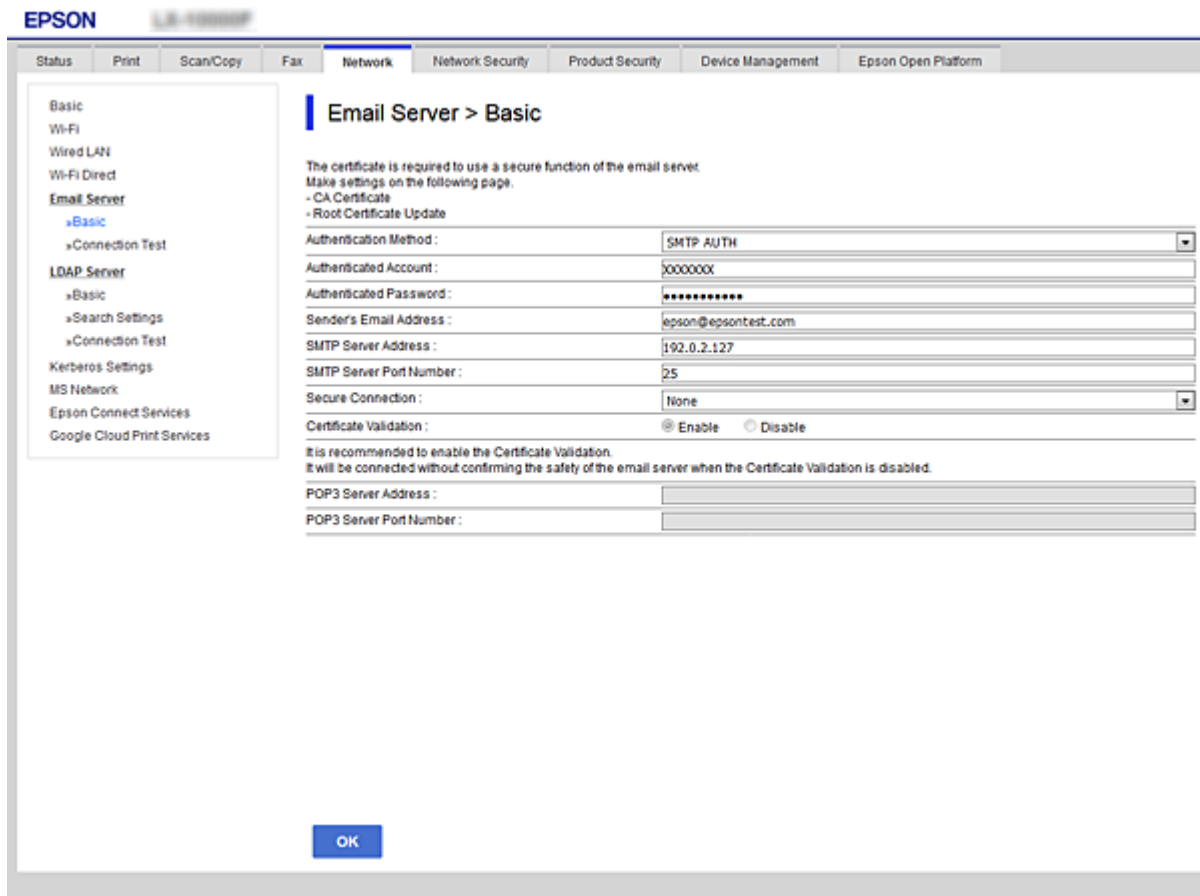 EPSON
Status Print Scan/Copy Fax Network Network Security Product Security Device Management Epson Open Platform
Basic
Wi-Fi
Wired LAN
Wi-Fi Direct
Email Server
»Basic
»Connection Test
LDAP Server
»Basic
»Search Settings
»Connection Test
Kerberos Settings
MS Network
Epson Connect Services
Google Cloud Print Services
Email Server > Basic
The certificate is required to use a secure function of the email server.
Make settings on the following page.
- CA Certificate
- Root Certificate Update
Authentication Method : SMTP AUTH
Authenticated Account : XXXXXXX
Authenticated Password : •••••••••••
Sender's Email Address : epson@epsontest.com
SMTP Server Address : 192.0.2.127
SMTP Server Port Number : 25
Secure Connection : None
Certificate Validation : Enable Disable
It is recommended to enable the Certificate Validation.
It will be connected without confirming the safety of the email server when the Certificate Validation is disabled.
POP3 Server Address :
POP3 Server Port Number :
OK